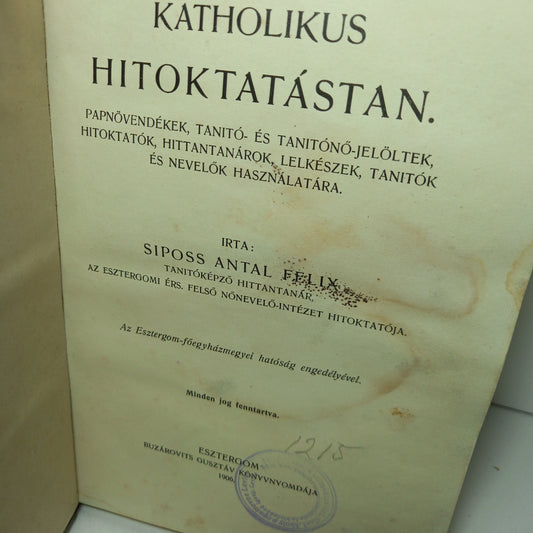 KATHOLIKUS
HITOKTATÁSTAN.
PAPNÖVENDÉKEK, TANITÓ- ÉS TANITÓNŐ-JELÖLTEK,
HITOKTATÓK, HITTANTANÁROK, LELKÉSZEK, TANITÓK
ÉS NEVELŐK HASZNÁLATÁRA.
IRTA:
SIPOSS ANTAL FELIX
TANITÓKÉPZŐ HITTANTANÁR,
AZ ESZTERGOMI ÉRS. FELSŐ NŐNEVELŐ-INTÉZET HITOKTATÓJA.
Az Esztergom-főegyházmegyei hatóság engedélyével.
Minden jog fenntartva.
1215
ESZTERGOM
BUZÁROVITS GUSZTÁV KÖNYVNYOMDÁJA
1906.